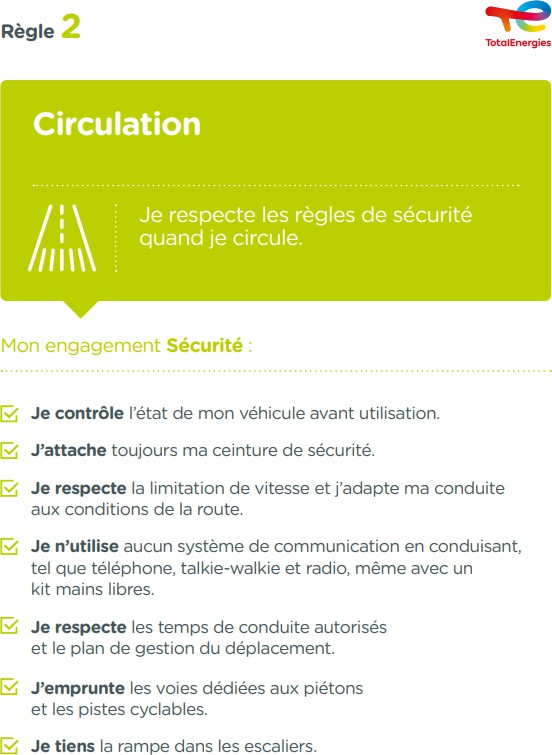 Règle 2
TotalEnergies
Circulation
Je respecte les règles de sécurité
quand je circule.
Mon engagement Sécurité :
Je contrôle l’état de mon véhicule avant utilisation.
J’attache toujours ma ceinture de sécurité.
Je respecte la limitation de vitesse et j’adapte ma conduite
aux conditions de la route.
Je n’utilise aucun système de communication en conduisant,
tel que téléphone, talkie-walkie et radio, même avec un
kit mains libres.
Je respecte les temps de conduite autorisés
et le plan de gestion du déplacement.
J’emprunte les voies dédiées aux piétons
et les pistes cyclables.
Je tiens la rampe dans les escaliers.